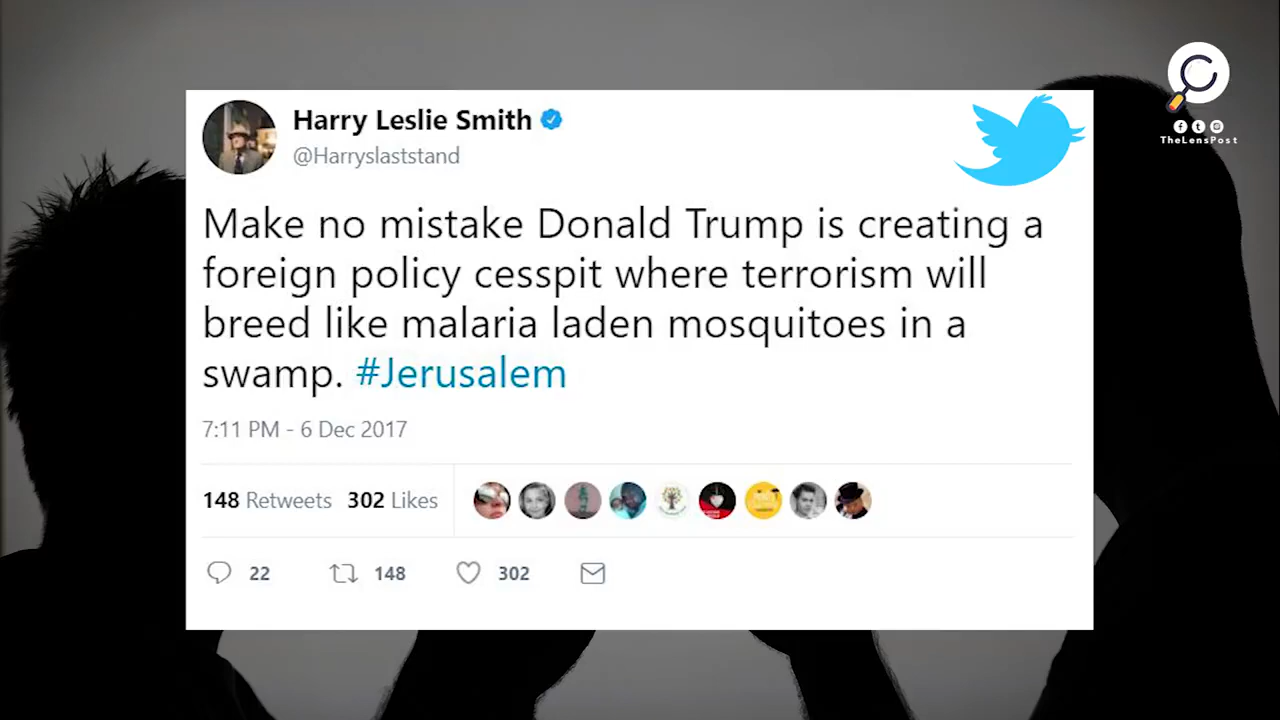 Harry Leslie Smith
@Harryslaststand
TheLensPost
Make no mistake Donald Trump is creating a
foreign policy cesspit where terrorism will
breed like malaria laden mosquitoes in a
swamp. #Jerusalem
7:11 PM - 6 Dec 2017
148 Retweets 302 Likes
22 148 302